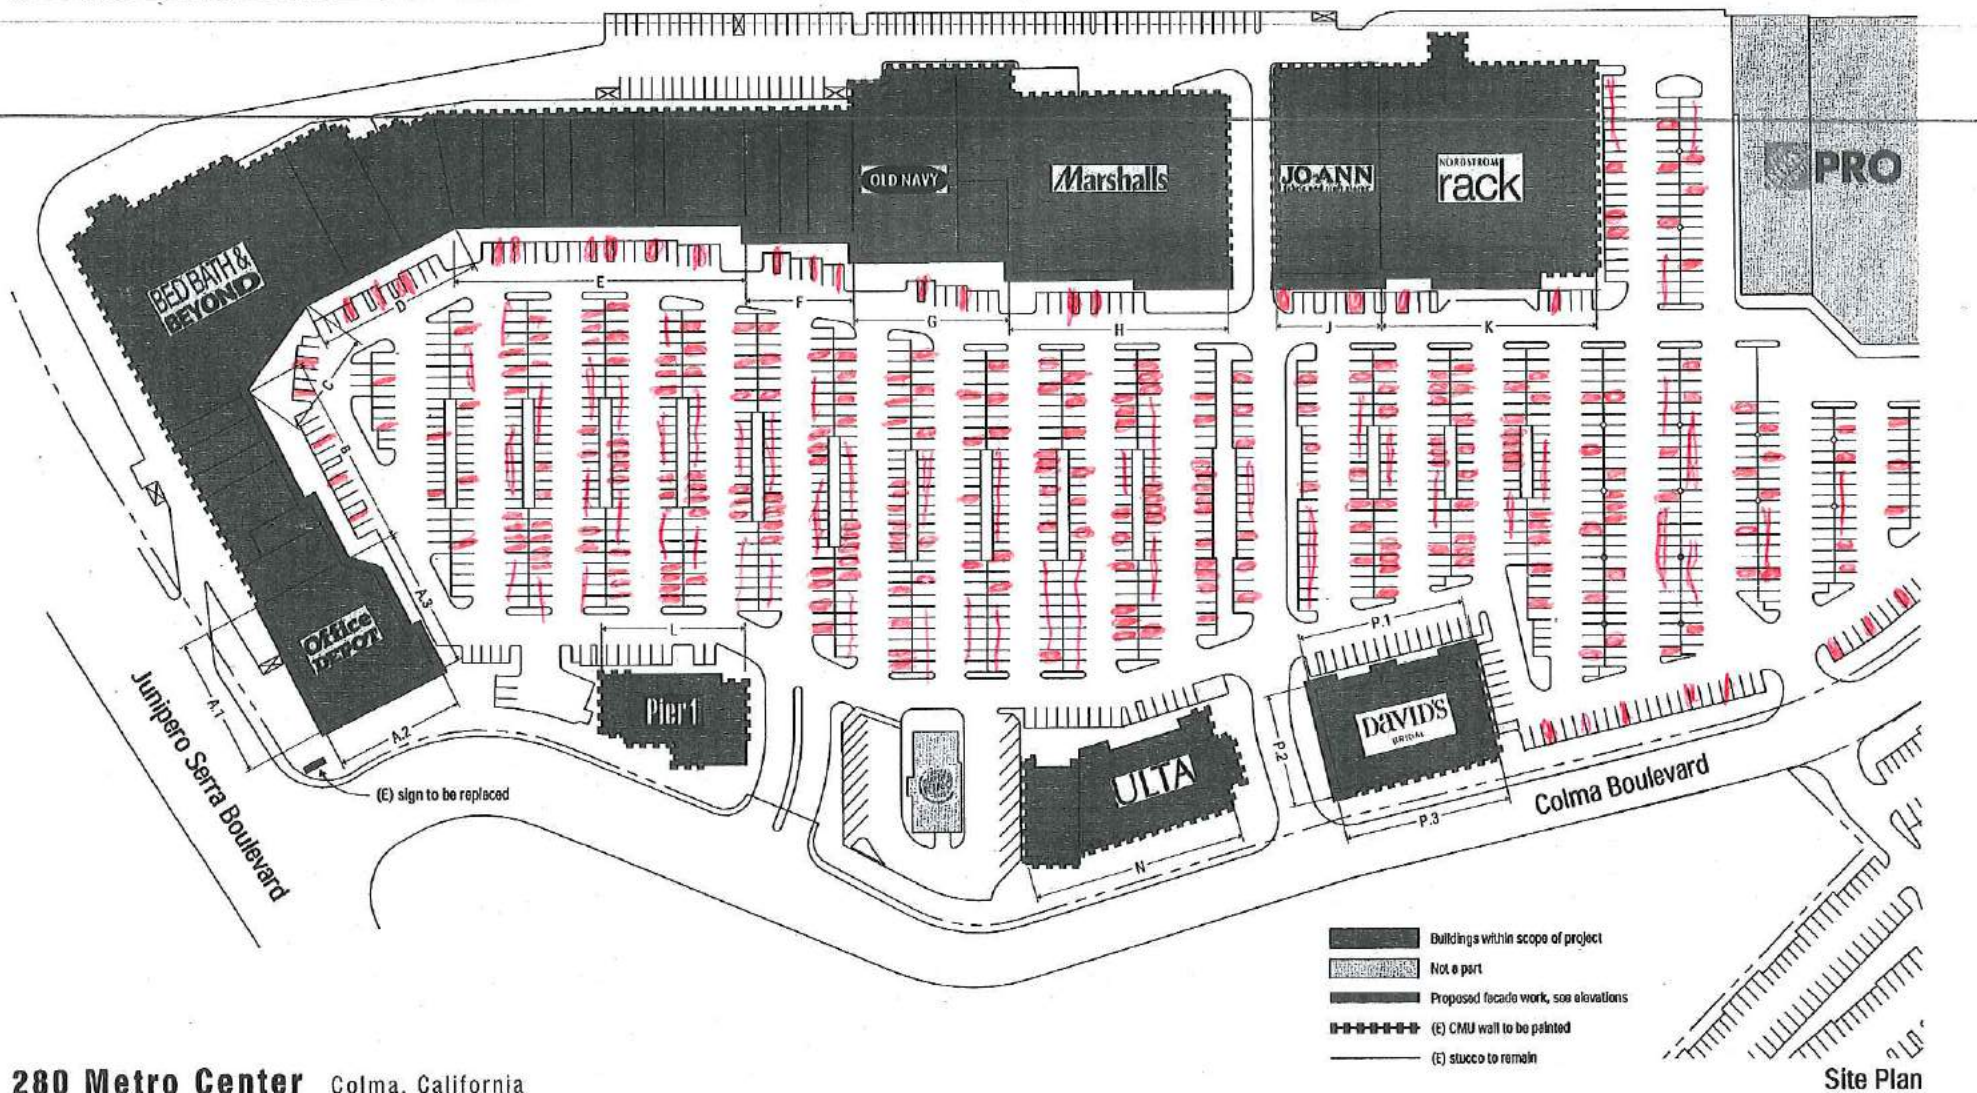 OLD NAVY
Marshalls
JO-ANN
NORDSTROM
rack
PRO
BED BATH &
BEYOND
E
F
D
G
H
J
K
C
B
A.3
L
P.1
Office
DEPOT
Pier 1
DAVID'S
BRIDAL
A.1
A.2
P.2
ULTA
Junipero Serra Boulevard
(E) sign to be replaced
Colma Boulevard
P.3
N
Buildings within scope of project
Not a part
Proposed facade work, see elevations
(E) CMU wall to be painted
(E) stucco to remain
280 Metro Center Colma, California
Site Plan